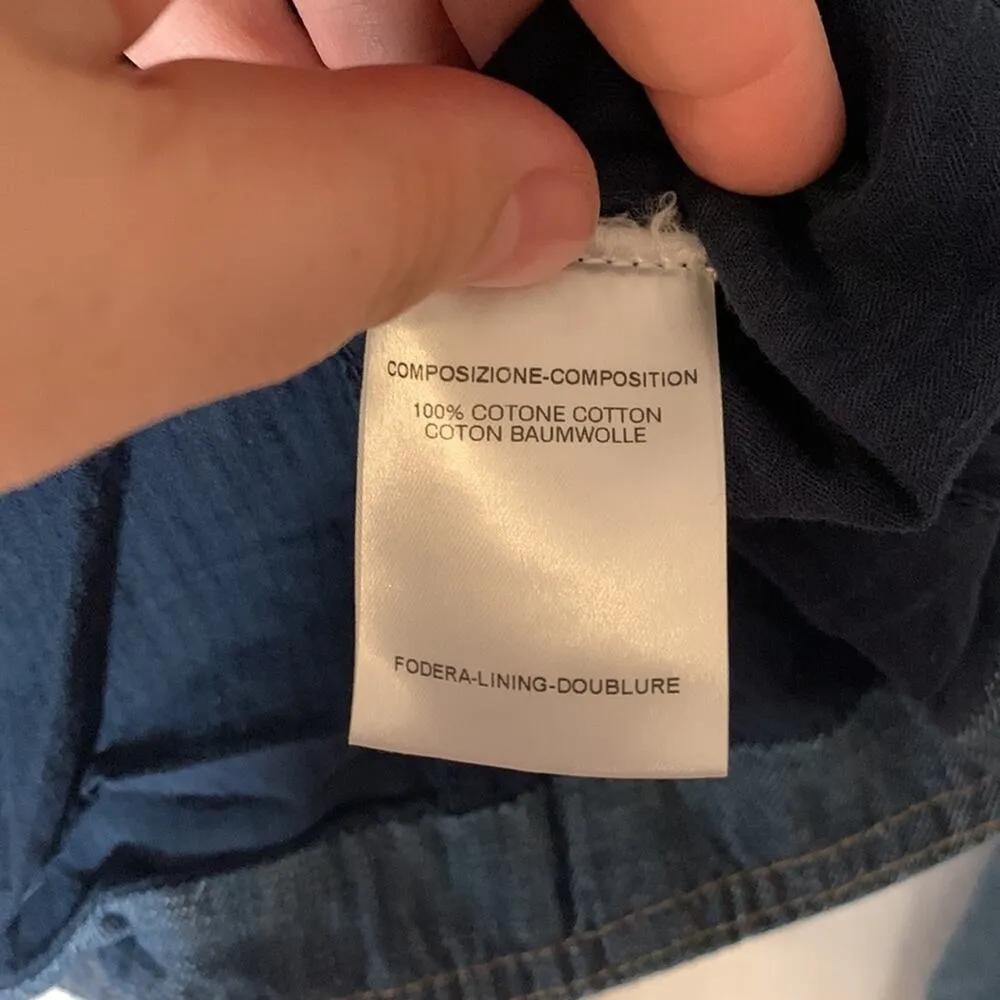 COMPOSIZIONE-COMPOSITION
100% COTONE COTTON
COTON BAUMWOLLE
FODERA-LINING-DOUBLURE